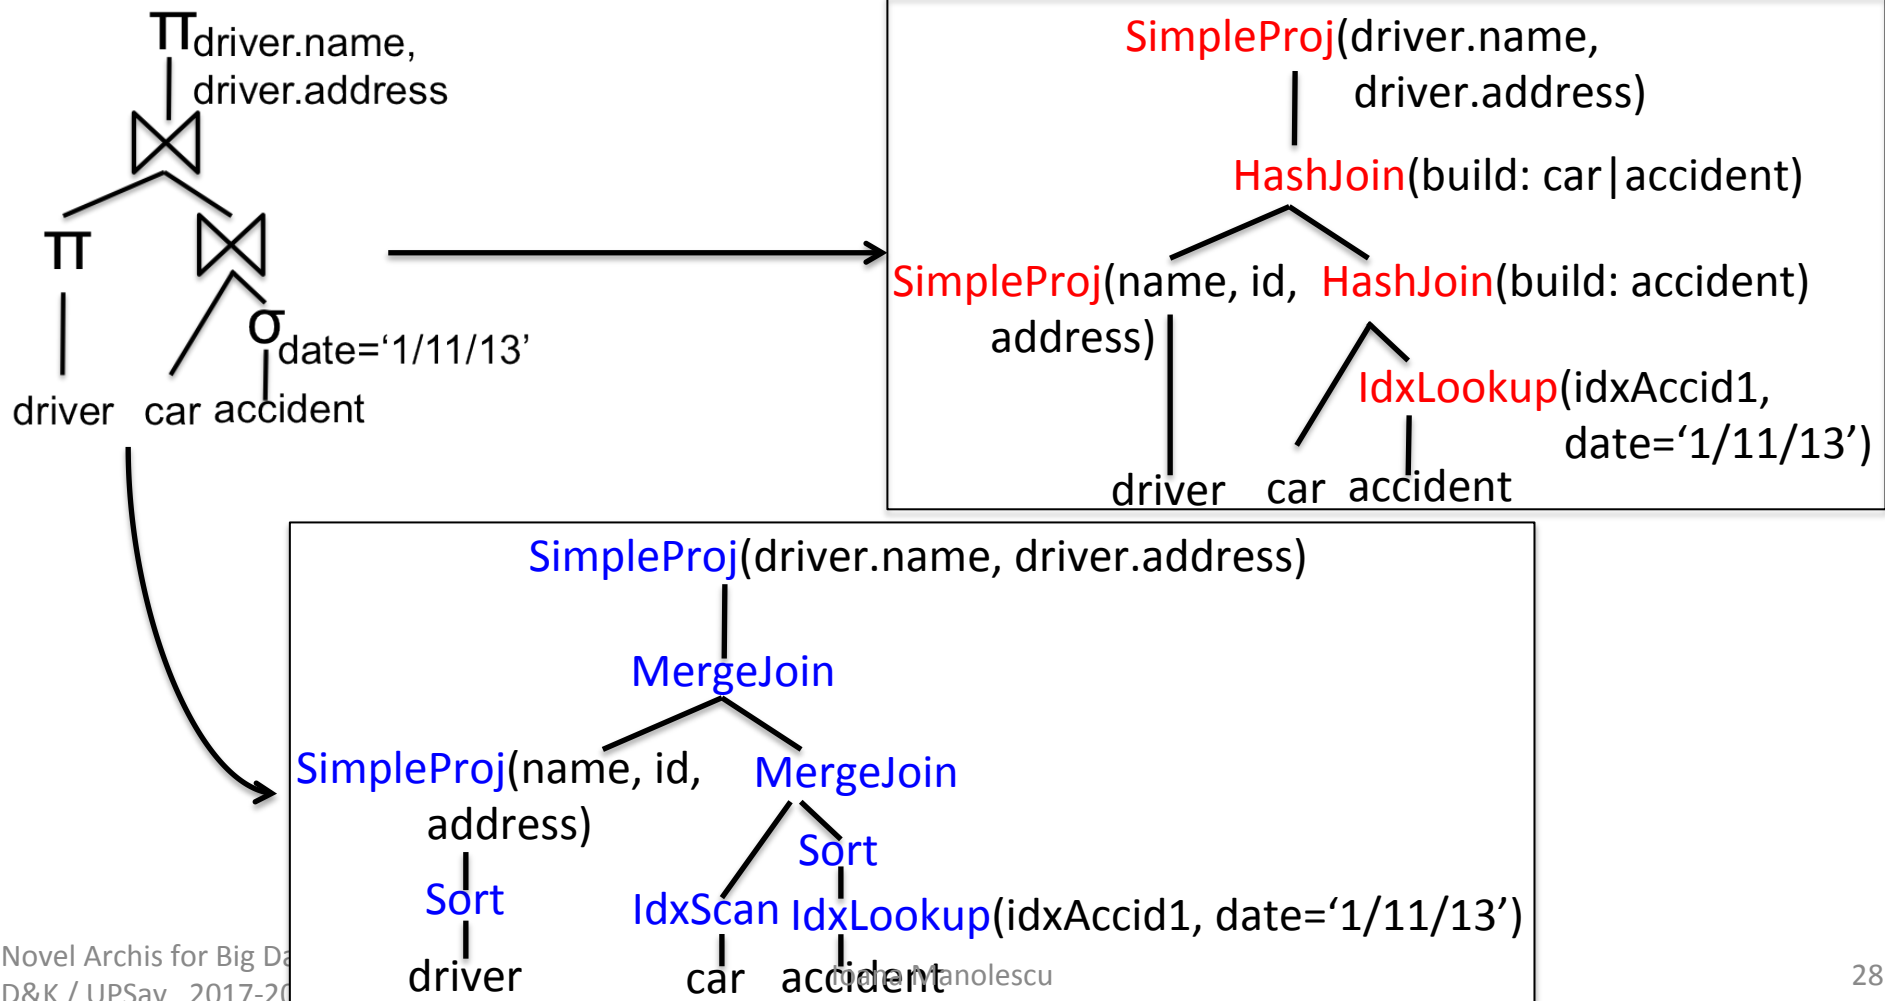 π driver.name,
driver.address
⋈
π ⋈
σ date=‘1/11/13’
driver car accident
SimpleProj(driver.name,
driver.address)
HashJoin(build: car|accident)
SimpleProj(name, id,
address)
HashJoin(build: accident)
IdxLookup(idxAccid1,
date=‘1/11/13’)
driver car accident
SimpleProj(driver.name, driver.address)
MergeJoin
SimpleProj(name, id,
address)
MergeJoin
Sort
Sort
IdxScan IdxLookup(idxAccid1, date=‘1/11/13’)
driver car accident
Novel Archis for Big
D&K / UPSay
Ioana Manolescu
28